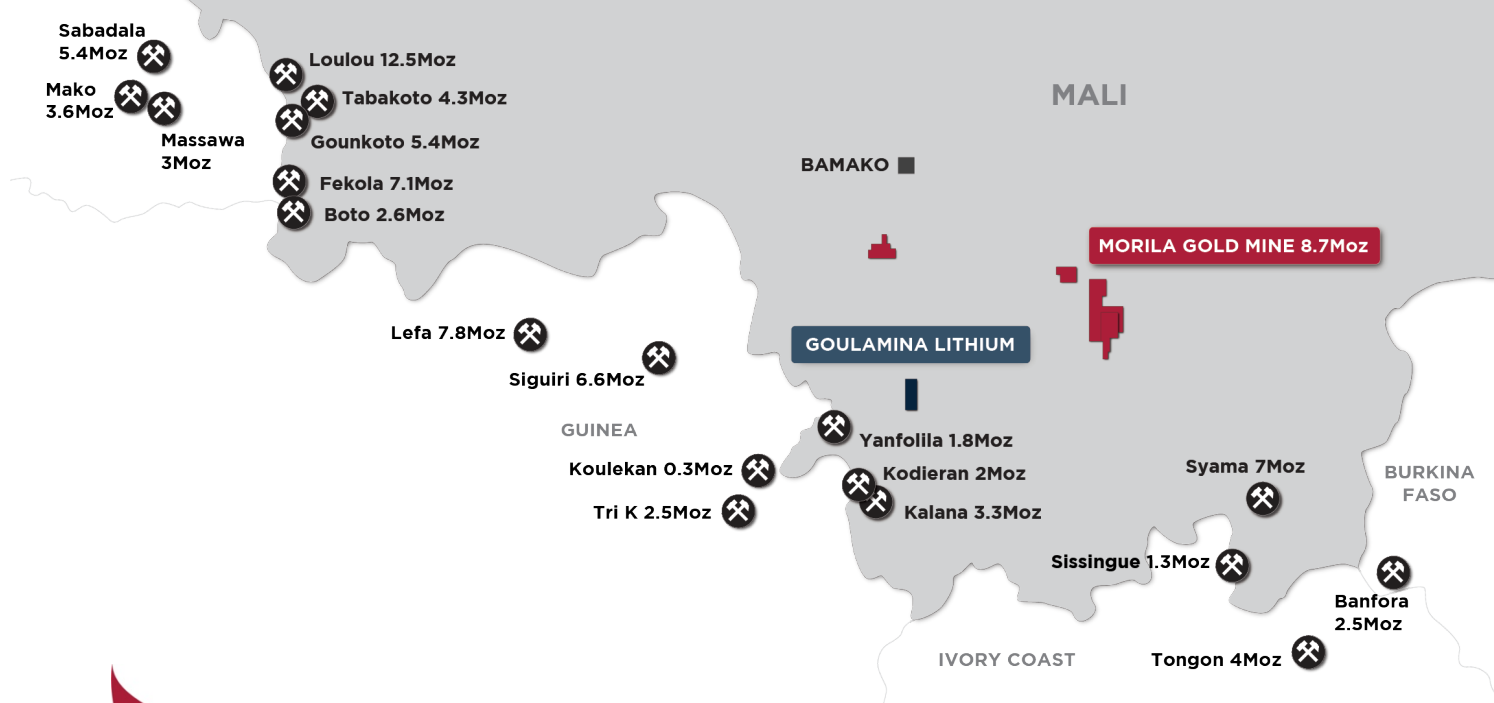 Sabadala
5.4Moz
Loulou 12.5Moz
Mako
3.6Moz
Tabakoto 4.3Moz
MALI
Massawa
3Moz
Gounkoto 5.4Moz
BAMAKO
Fekola 7.1Moz
Boto 2.6Moz
MORILA GOLD MINE 8.7Moz
Lefa 7.8Moz
GOULAMINA LITHIUM
Siguiri 6.6Moz
GUINEA
Yanfolila 1.8Moz
Koulekan 0.3Moz
Kodieran 2Moz
Syama 7Moz
BURKINA
FASO
Tri K 2.5Moz
Kalana 3.3Moz
Sissingue 1.3Moz
Banfora
2.5Moz
IVORY COAST
Tongon 4Moz